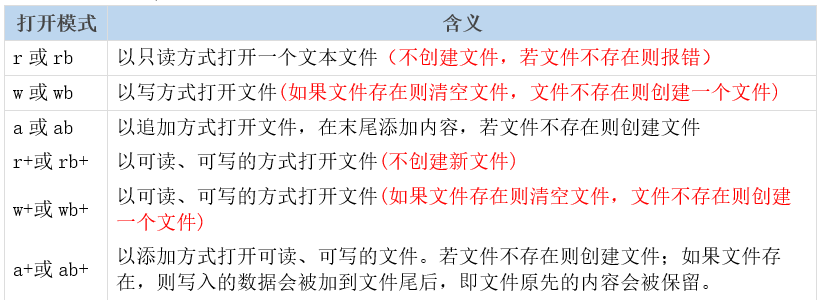 打开模式 含义
r 或 rb 以只读方式打开一个文本文件（不创建文件，若文件不存在则报错）
w 或 wb 以写方式打开文件(如果文件存在则清空文件，文件不存在则创建一个文件)
a 或 ab 以追加方式打开文件，在末尾添加内容，若文件不存在则创建文件
r+或 rb+ 以可读、可写的方式打开文件(不创建新文件)
w+或 wb+ 以可读、可写的方式打开文件(如果文件存在则清空文件，文件不存在则创建
一个文件)
a+或 ab+ 以添加方式打开可读、可写的文件。若文件不存在则创建文件；如果文件存
在，则写入的数据会被加到文件尾后，即文件原先的内容会被保留。